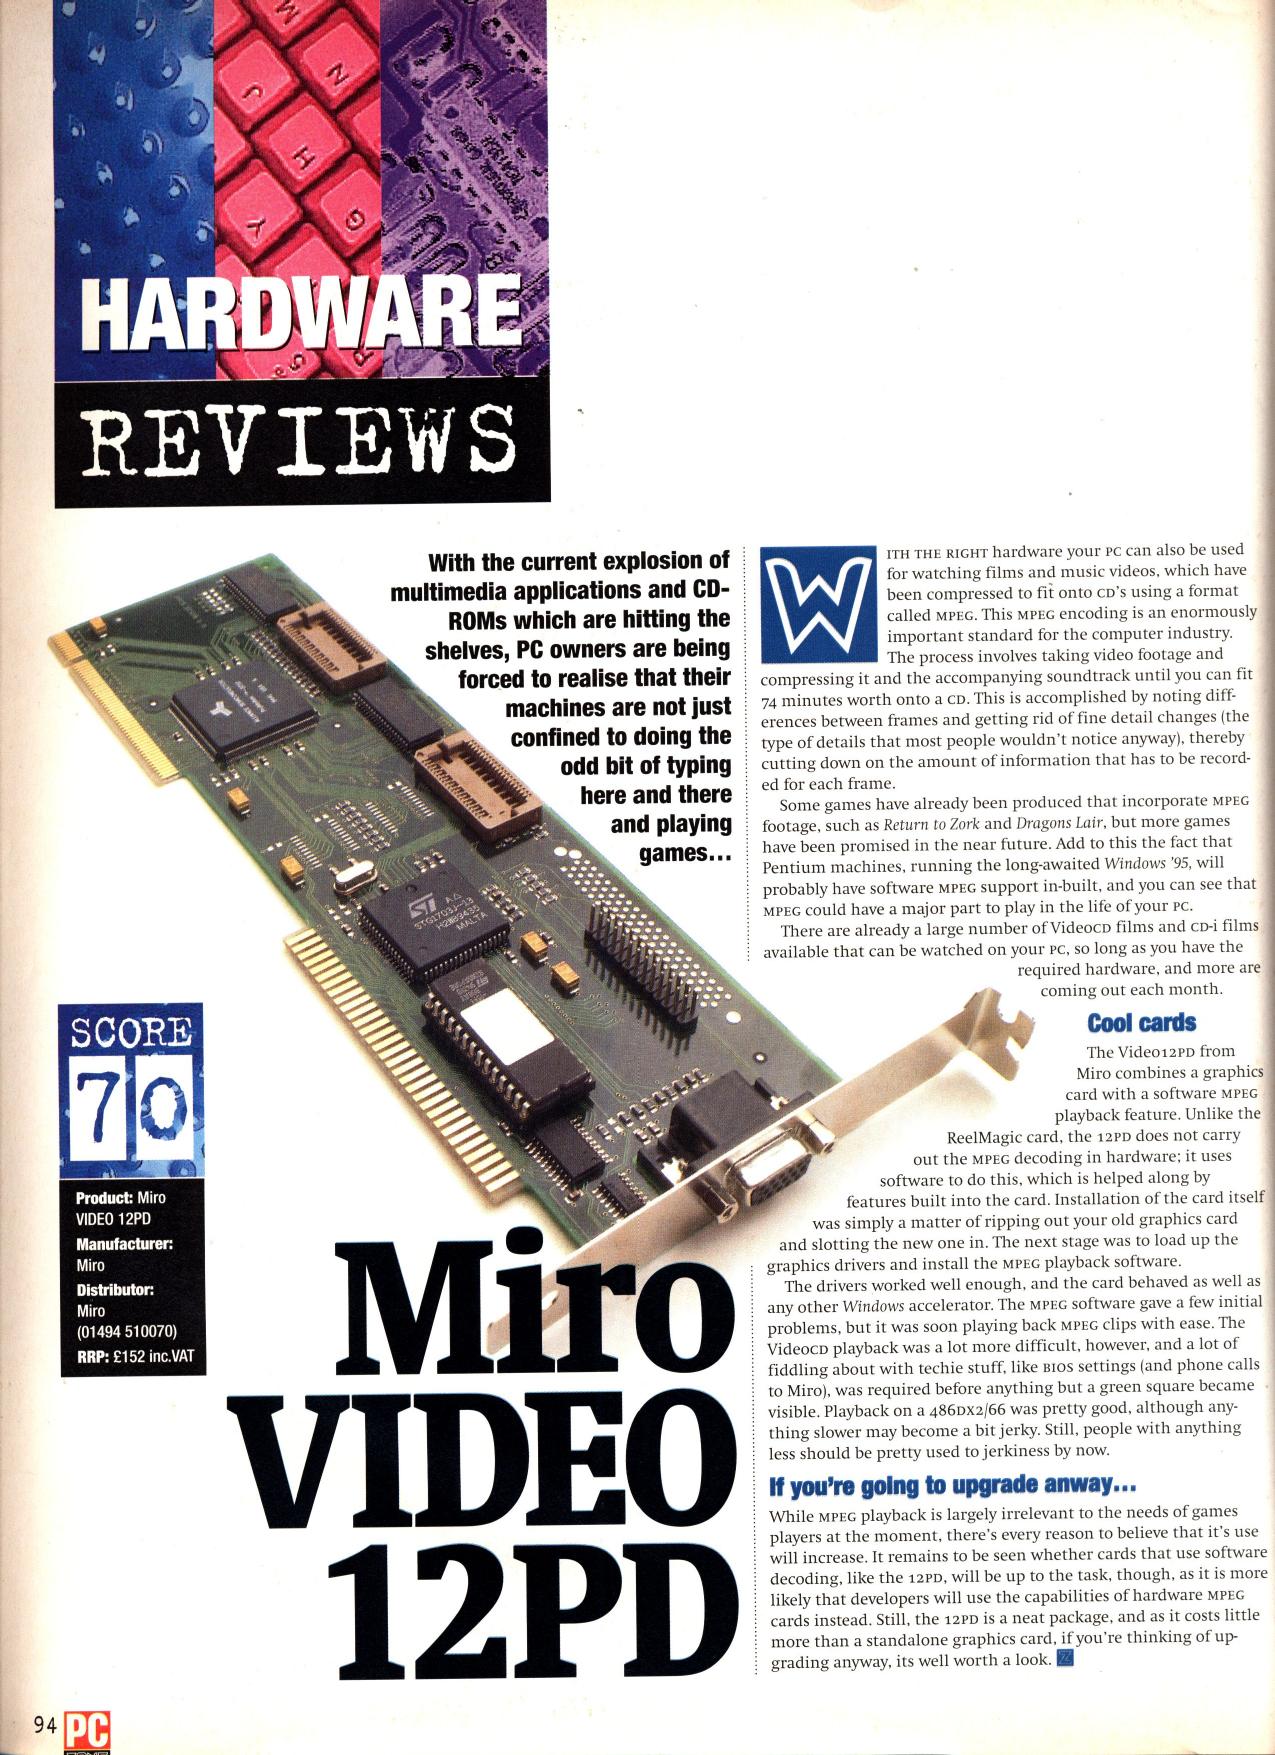 HARDWARE
REVIEWS
With the current explosion of
multimedia applications and CD-
ROMs which are hitting the
shelves, PC owners are being
forced to realise that their
machines are not just
confined to doing the
odd bit of typing
here and there
and playing
games...
WITH THE RIGHT hardware your PC can also be used
for watching films and music videos, which have
been compressed to fit onto CD's using a format
called MPEG. This MPEG encoding is an enormously
important standard for the computer industry.
The process involves taking video footage and
compressing it and the accompanying soundtrack until you can fit
74 minutes worth onto a CD. This is accomplished by noting diff-
erences between frames and getting rid of fine detail changes (the
type of details that most people wouldn't notice anyway), thereby
cutting down on the amount of information that has to be record-
ed for each frame.
Some games have already been produced that incorporate MPEG
footage, such as Return to Zork and Dragons Lair, but more games
have been promised in the near future. Add to this the fact that
Pentium machines, running the long-awaited Windows '95, will
probably have software MPEG support in-built, and you can see that
MPEG could have a major part to play in the life of your PC.
There are already a large number of VideoCD films and CD-i films
available that can be watched on your PC, so long as you have the
required hardware, and more are
coming out each month.
Cool cards
The Video12PD from
Miro combines a graphics
card with a software MPEG
playback feature. Unlike the
ReelMagic card, the 12PD does not carry
out the MPEG decoding in hardware; it uses
software to do this, which is helped along by
features built into the card. Installation of the card itself
was simply a matter of ripping out your old graphics card
and slotting the new one in. The next stage was to load up the
graphics drivers and install the MPEG playback software.
The drivers worked well enough, and the card behaved as well as
any other Windows accelerator. The MPEG software gave a few initial
problems, but it was soon playing back MPEG clips with ease. The
VideoCD playback was a lot more difficult, however, and a lot of
fiddling about with techie stuff, like BIOS settings (and phone calls
to Miro), was required before anything but a green square became
visible. Playback on a 486DX2/66 was pretty good, although any-
thing slower may become a bit jerky. Still, people with anything
less should be pretty used to jerkiness by now.
If you're going to upgrade anway...
While MPEG playback is largely irrelevant to the needs of games
players at the moment, there's every reason to believe that it's use
will increase. It remains to be seen whether cards that use software
decoding, like the 12PD, will be up to the task, though, as it is more
likely that developers will use the capabilities of hardware MPEG
cards instead. Still, the 12PD is a neat package, and as it costs little
more than a standalone graphics card, if you're thinking of up-
grading anyway, its well worth a look.
SCORE
70
Product: Miro
VIDEO 12PD
Manufacturer:
Miro
Distributor:
Miro
(01494 510070)
RRP: £152 inc.VAT
ST
MALTA
Miro
VIDEO
12PD
94 PC